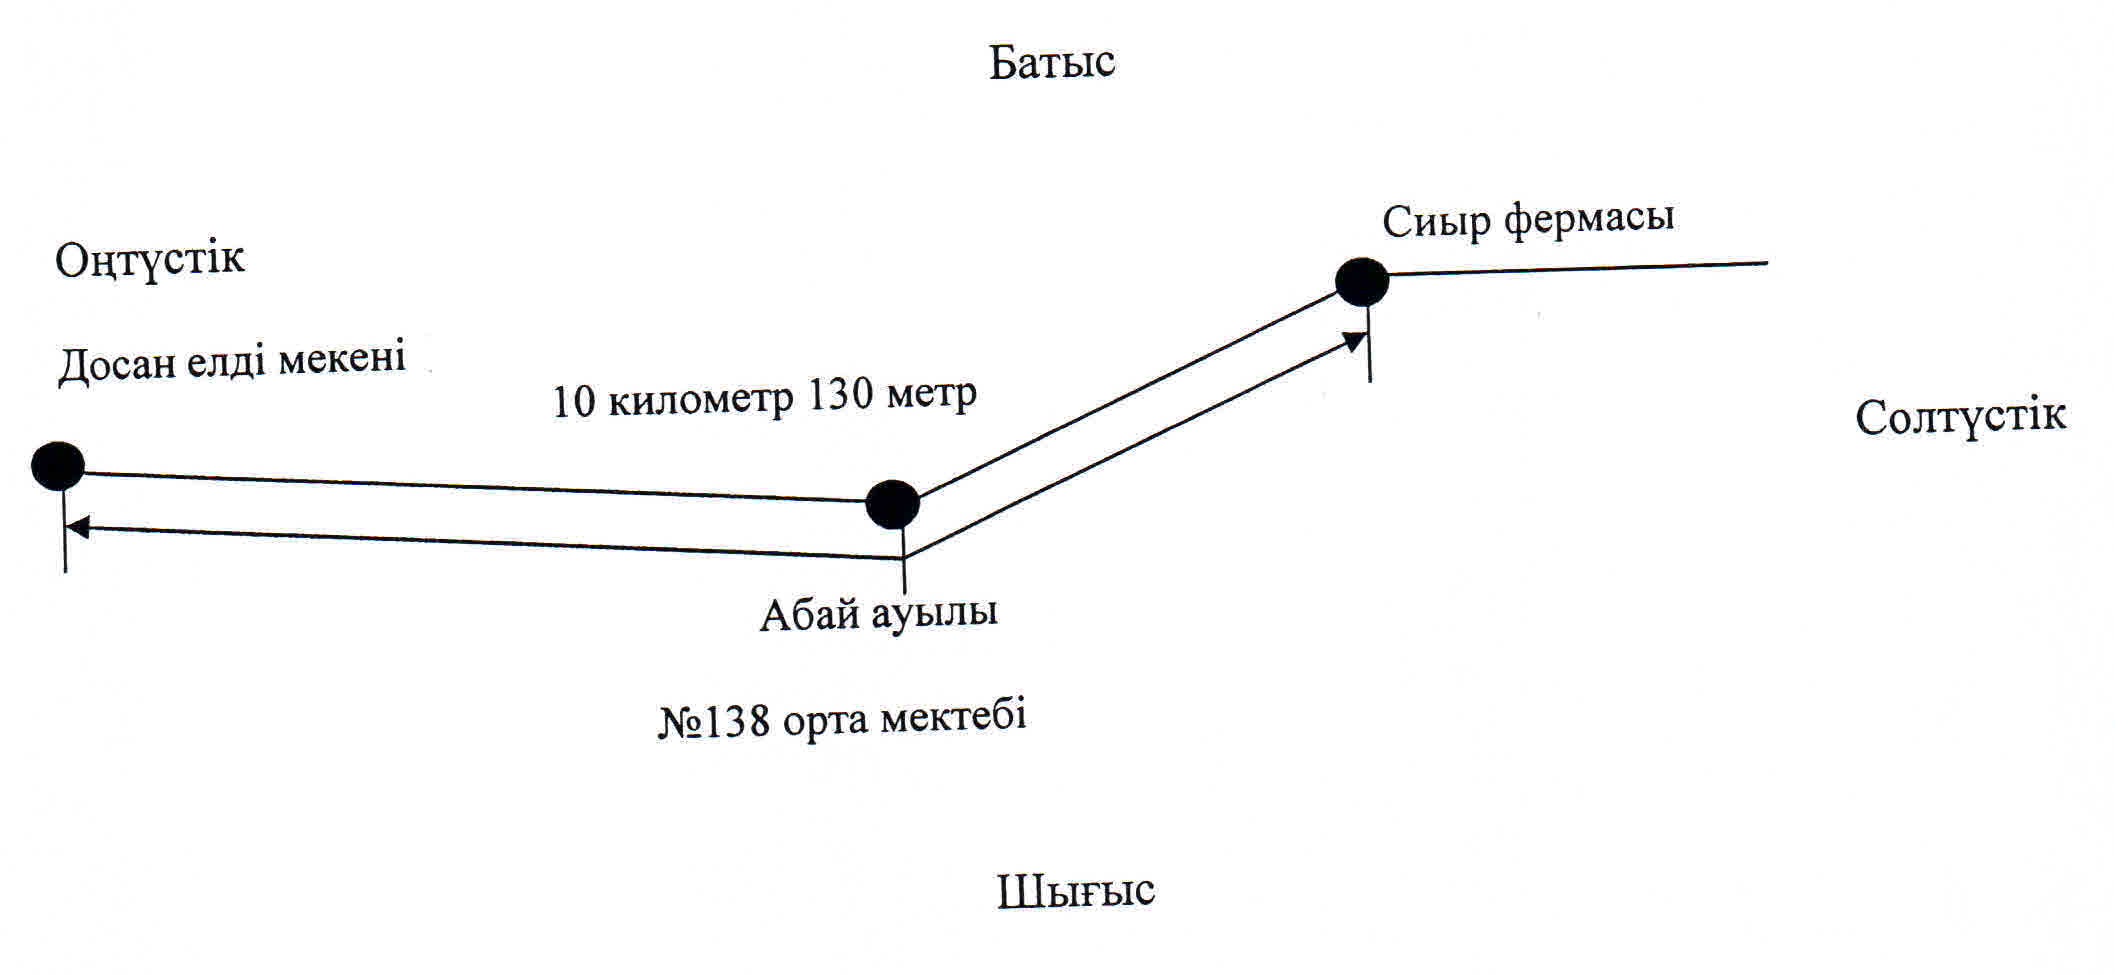 Батыс
Сиыр фермасы
Оңтүстік
Досан елді мекені
10 километр 130 метр
Солтүстік
Абай ауылы
№138 орта мектебі
Шығыс